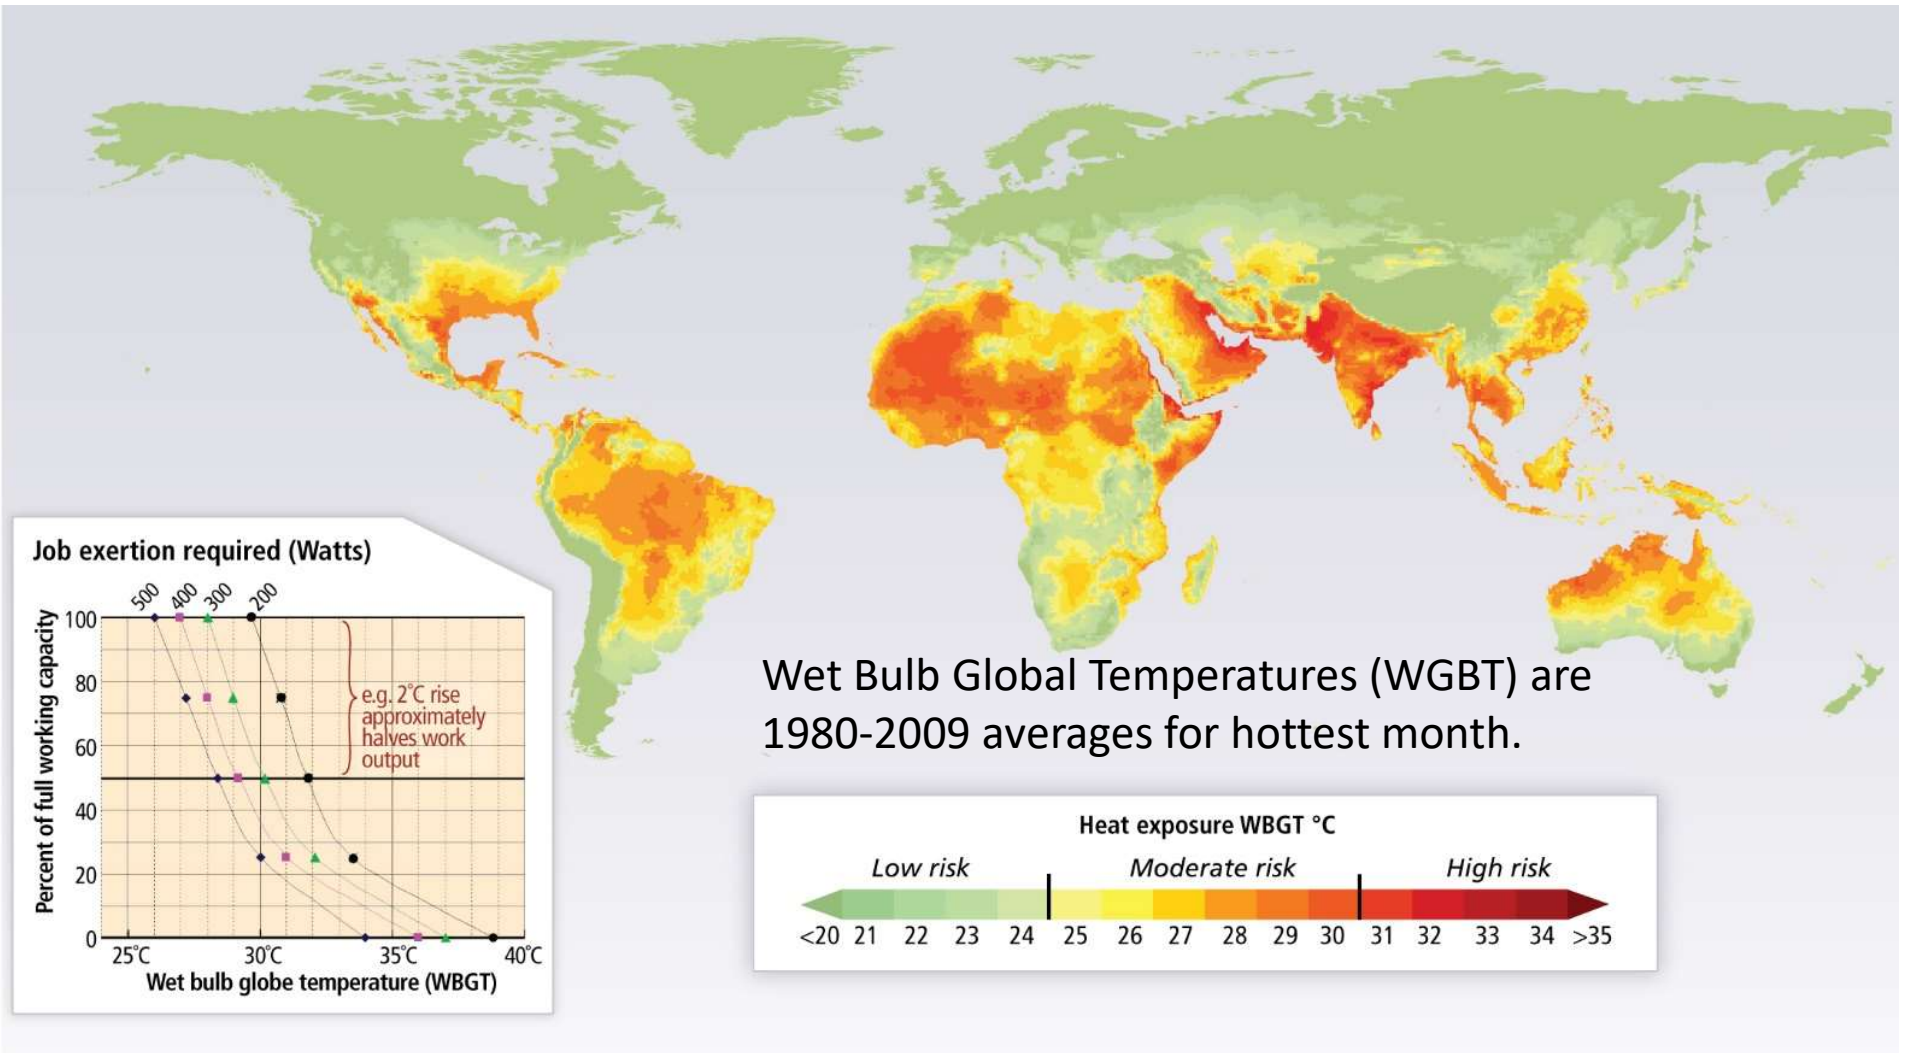 Job exertion required (Watts)
500 400 300 200
Percent of full working capacity
100
80
60
40
20
0
e.g. 2°C rise
approximately
halves work
output
25°C 30°C 35°C 40°C
Wet bulb globe temperature (WBGT)
Wet Bulb Global Temperatures (WGBT) are
1980-2009 averages for hottest month.
Heat exposure WBGT °C
Low risk Moderate risk High risk
<20 21 22 23 24 25 26 27 28 29 30 31 32 33 34 >35